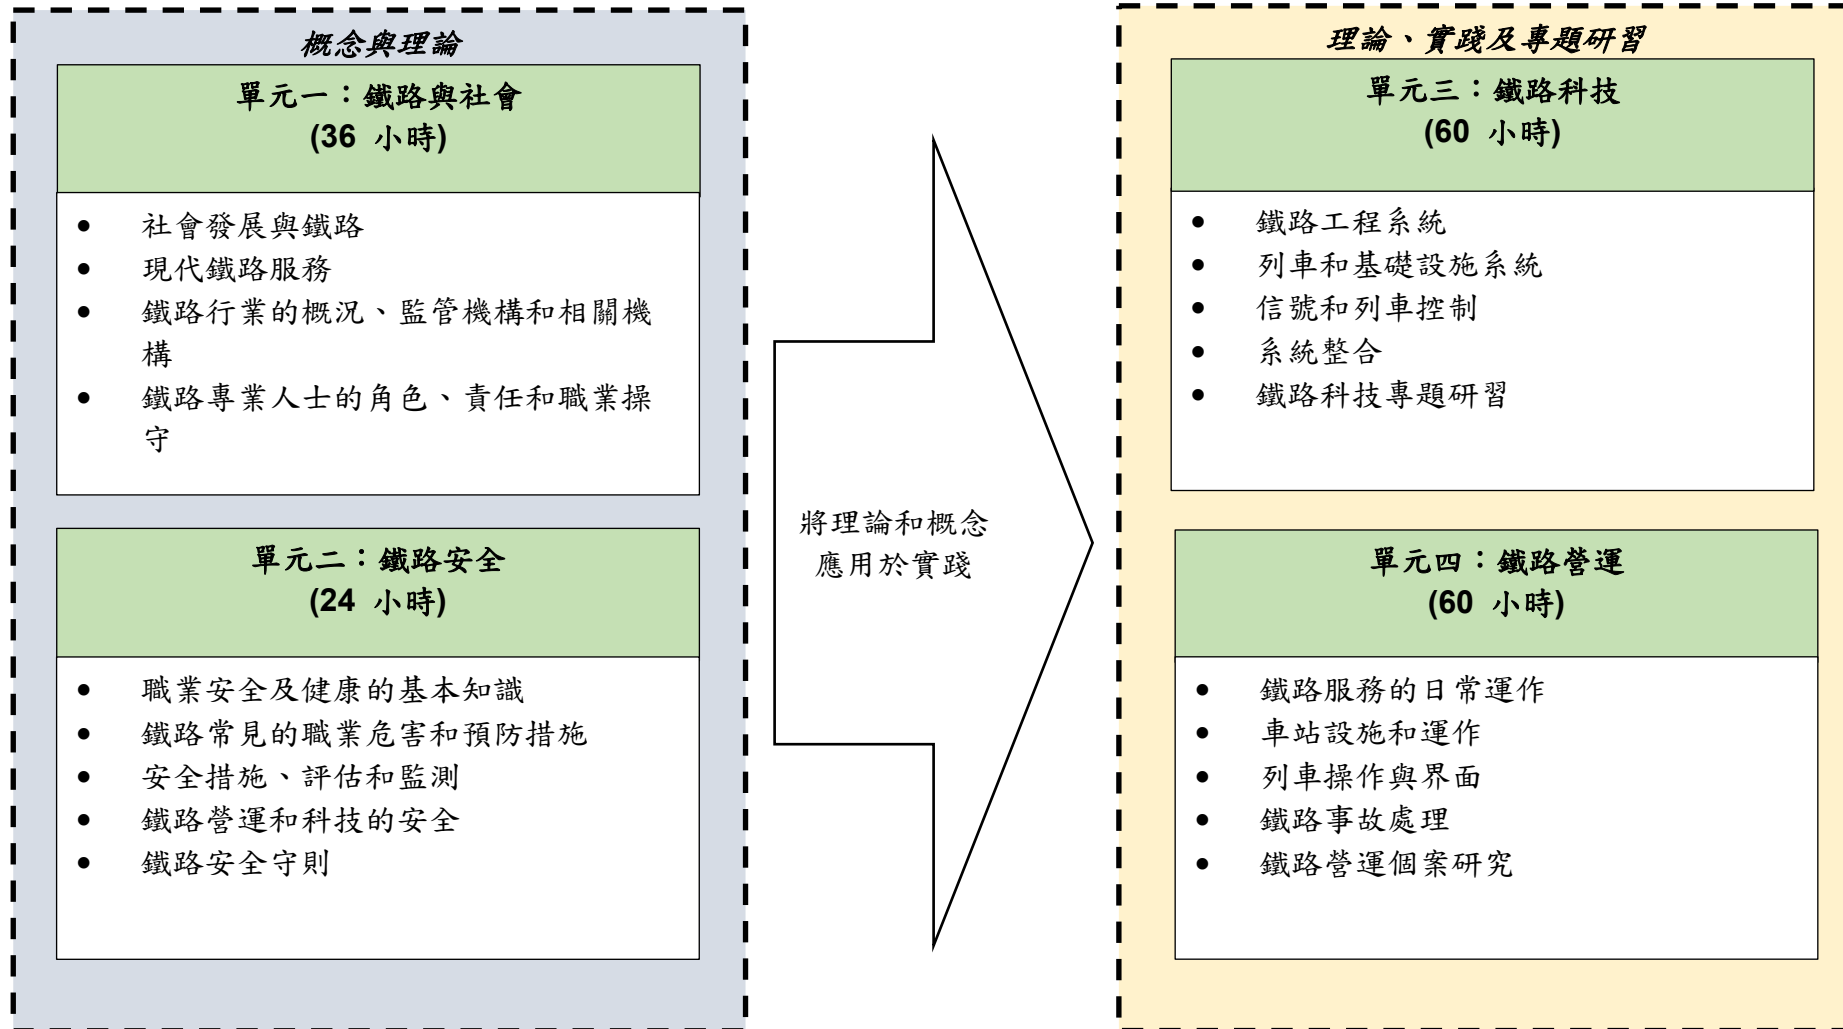 概念與理論
單元一：鐵路與社會
(36 小時)
• 社會發展與鐵路
• 現代鐵路服務
• 鐵路行業的概況、監管機構和相關機
構
• 鐵路專業人士的角色、責任和職業操
守
單元二：鐵路安全
(24 小時)
• 職業安全及健康的基本知識
• 鐵路常見的職業危害和預防措施
• 安全措施、評估和監測
• 鐵路營運和科技的安全
• 鐵路安全守則
將理論和概念
應用於實踐
理論、實踐及專題研習
單元三：鐵路科技
(60 小時)
• 鐵路工程系統
• 列車和基礎設施系統
• 信號和列車控制
• 系統整合
• 鐵路科技專題研習
單元四：鐵路營運
(60 小時)
• 鐵路服務的日常運作
• 車站設施和運作
• 列車操作與界面
• 鐵路事故處理
• 鐵路營運個案研究